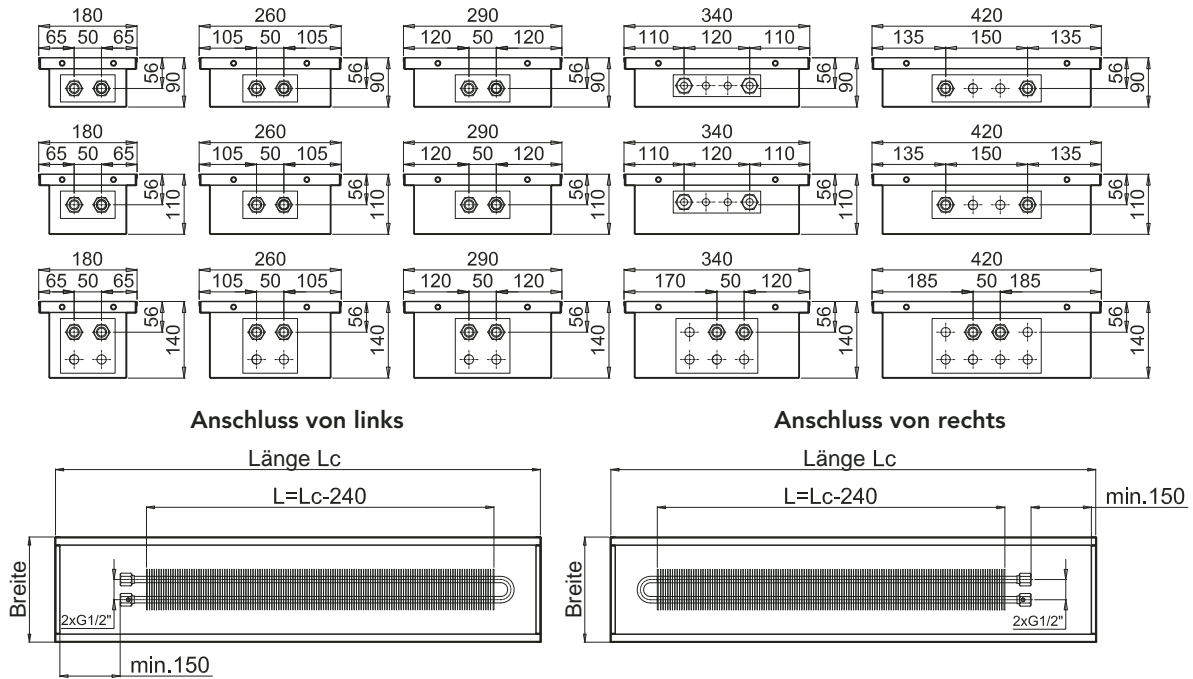 180 260 290 340 420
65 50 65 105 50 105 120 50 120 110 120 110 135 150 135
56 90 56 90 56 90 56 90 56 90
180 260 290 340 420
65 50 65 105 50 105 120 50 120 110 120 110 135 150 135
56 110 56 110 56 110 56 110 56 110
180 260 290 340 420
65 50 65 105 50 105 120 50 120 170 50 120 185 50 185
56 140 56 140 56 140 56 140 56 140
Anschluss von links
Länge Lc
L=Lc-240
Breite
2xG1/2"
min.150
Anschluss von rechts
Länge Lc
L=Lc-240
min.150
Breite
2xG1/2"